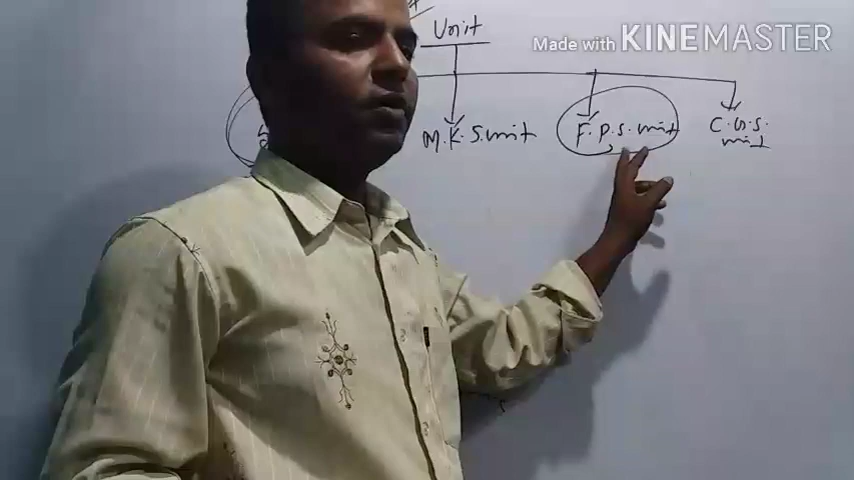 Unit
Made with KINEMASTER
M.K.S. unit
F.P.S. unit
C.G.S.
unit